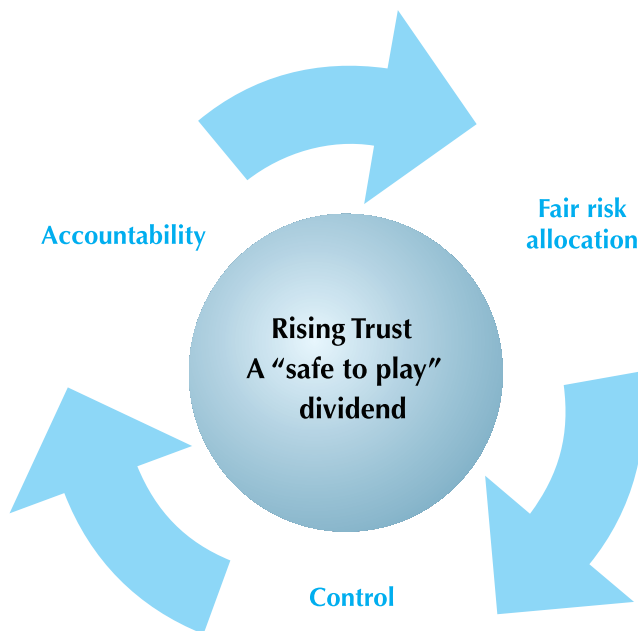 Accountability
Fair risk
allocation
Rising Trust
A “safe to play”
dividend
Control